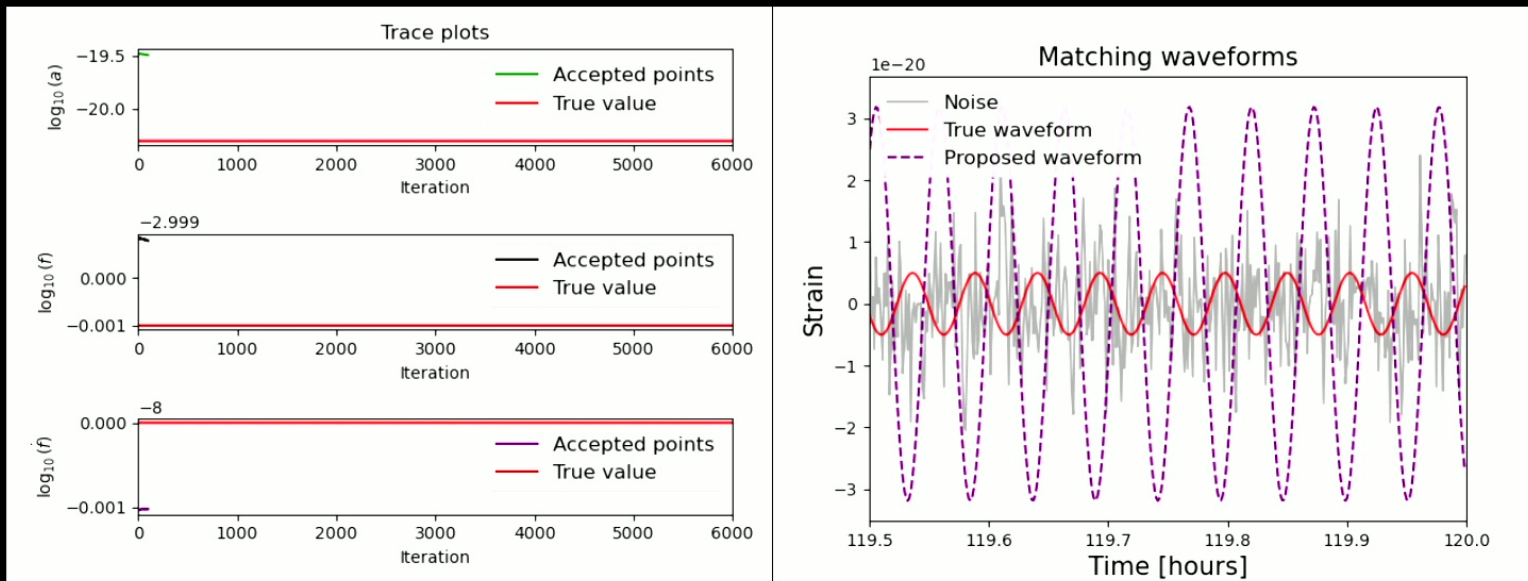 Trace plots
−19.5
−20.0
log₁₀(a)
Accepted points
True value
0 1000 2000 3000 4000 5000 6000
Iteration
−2.999
0.000
−0.001
log₁₀(f)
Accepted points
True value
0 1000 2000 3000 4000 5000 6000
Iteration
−8
0.000
−0.001
log₁₀(ḟ)
Accepted points
True value
0 1000 2000 3000 4000 5000 6000
Iteration
Matching waveforms
1e−20
Noise
True waveform
Proposed waveform
3
2
1
0
−1
−2
−3
Strain
119.5 119.6 119.7 119.8 119.9 120.0
Time [hours]